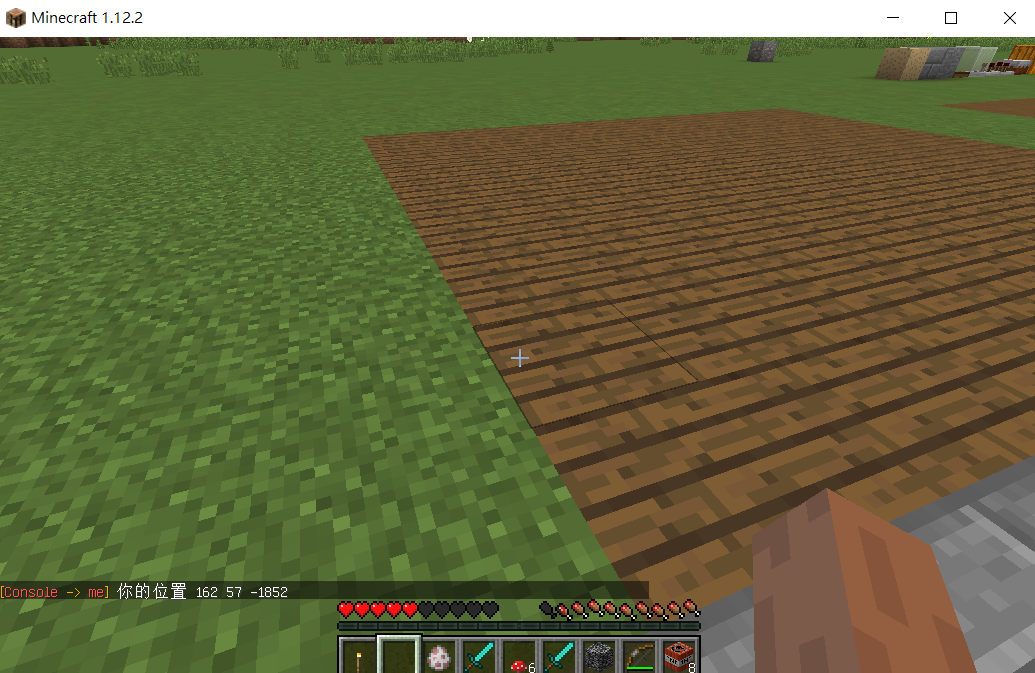 Minecraft 1.12.2
[Console -> me] 你的位置 162 57 -1852
6
8